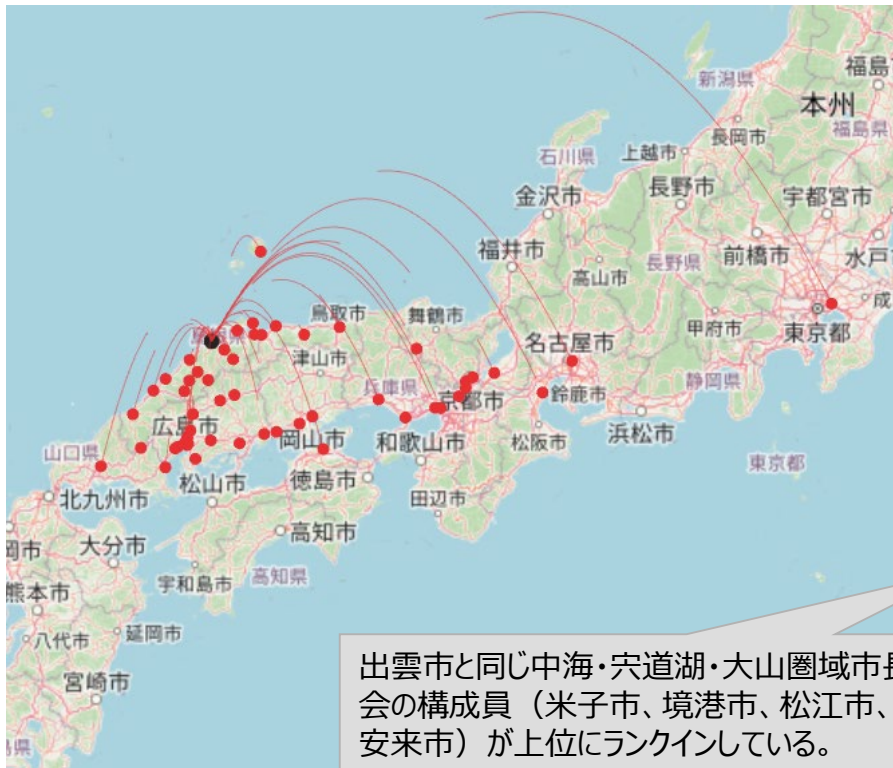 福島
新潟県
本州
長岡市
福島県
石川県
上越市
金沢市
長野市
宇都宮市
福井市
前橋市
水戸
高山市
長野県
鳥取市
舞鶴市
成
甲府市
東京都
名古屋市
津山市
兵庫県
京都市
鈴鹿市
静岡県
広島市
岡山市
和歌山市
松阪市
浜松市
山口県
東京都
北九州市
松山市
徳島市
田辺市
岡市
大分市
高知市
宇和島市
高知県
熊本市
八代市
延岡市
宮崎市
島県
出雲市と同じ中海・宍道湖・大山圏域市長
会の構成員（米子市、境港市、松江市、
安来市）が上位にランクインしている。